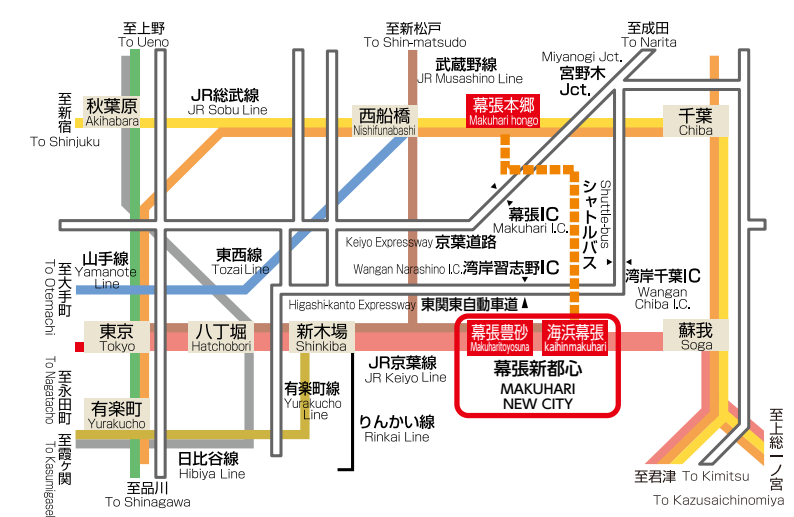 至上野
To Ueno
至新松戸
To Shin-matsudo
至成田
To Narita
武蔵野線
JR Musashino Line
Miyanogi Jct.
宮野木
Jct.
至新宿
To Shinjuku
秋葉原
Akihabara
JR総武線
JR Sobu Line
西船橋
Nishifunabashi
幕張本郷
Makuhari hongo
千葉
Chiba
Shuttle-bus
シャトルバス
幕張IC
Makuhari I.C.
Keiyo Expressway 京葉道路
山手線
Yamanote
Line
東西線
Tozai Line
Wangan Narashino I.C. 湾岸習志野IC
湾岸千葉IC
Wangan
Chiba I.C.
至大手町
To Otemachi
Higashi-kanto Expressway 東関東自動車道
東京
Tokyo
八丁堀
Hatchobori
新木場
Shinkiba
幕張豊砂
Makuharitoyosuna
海浜幕張
kaihinmakuhari
蘇我
Soga
JR京葉線
JR Keiyo Line
幕張新都心
MAKUHARI
NEW CITY
至永田町
To Nagatacho
有楽町
Yurakucho
有楽町線
Yurakucho
Line
りんかい線
Rinkai Line
至霞ヶ関
To Kasumigasel
日比谷線
Hibiya Line
至品川
To Shinagawa
至君津 To Kimitsu
至上総一ノ宮
To Kazusaichinomiya